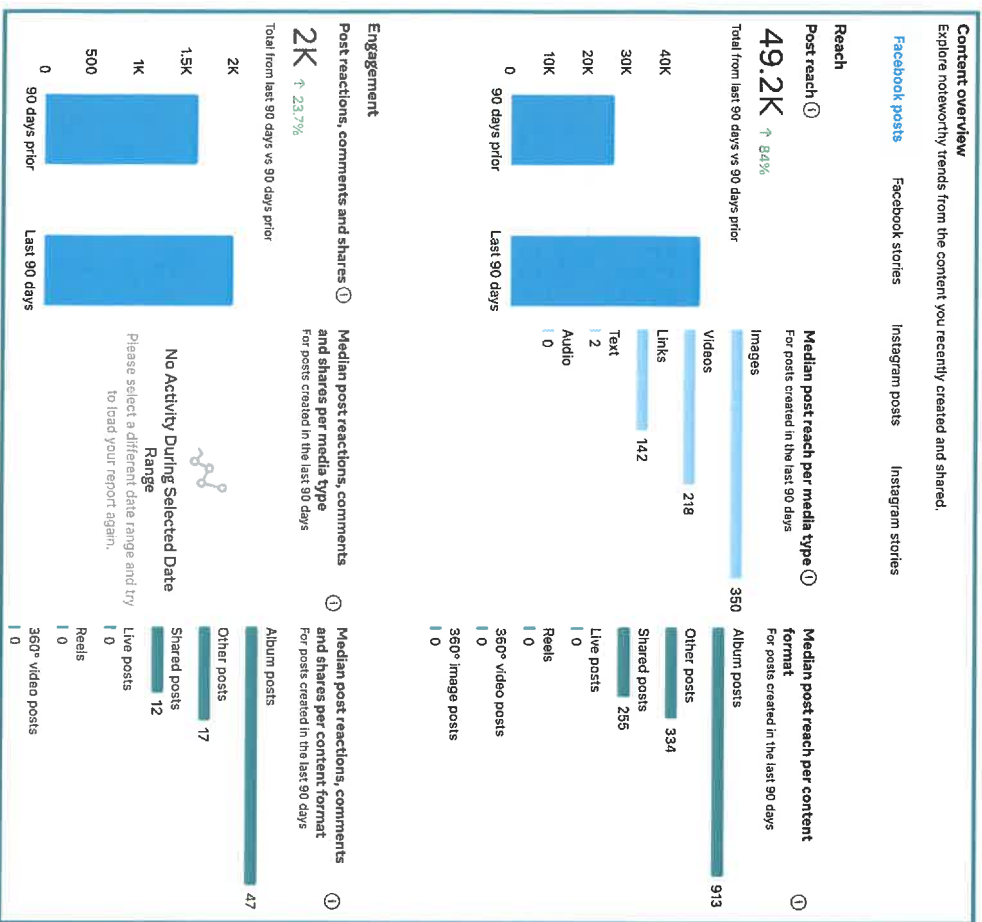 Content overview
Explore noteworthy trends from the content you recently created and shared.
Facebook posts
Facebook stories
Instagram posts
Instagram stories
Reach
Post reach
49.2K ↑ 84%
Total from last 90 days vs 90 days prior
40K
30K
20K
10K
0
90 days prior
Last 90 days
Median post reach per media type
For posts created in the last 90 days
Images
350
Videos
218
Links
142
Text
2
Audio
0
Median post reach per content
format
For posts created in the last 90 days
Album posts
913
Other posts
334
Shared posts
255
Live posts
0
Reels
0
360° video posts
0
360° image posts
0
Engagement
Post reactions, comments and shares
2K ↑ 23.7%
Total from last 90 days vs 90 days prior
2K
1.5K
1K
500
0
90 days prior
Last 90 days
Median post reactions, comments
and shares per media type
For posts created in the last 90 days
No Activity During Selected Date
Range
Please select a different date range and try
to load your report again.
Median post reactions, comments
and shares per content format
For posts created in the last 90 days
Album posts
47
Other posts
17
Shared posts
12
Live posts
0
Reels
0
360° video posts
0